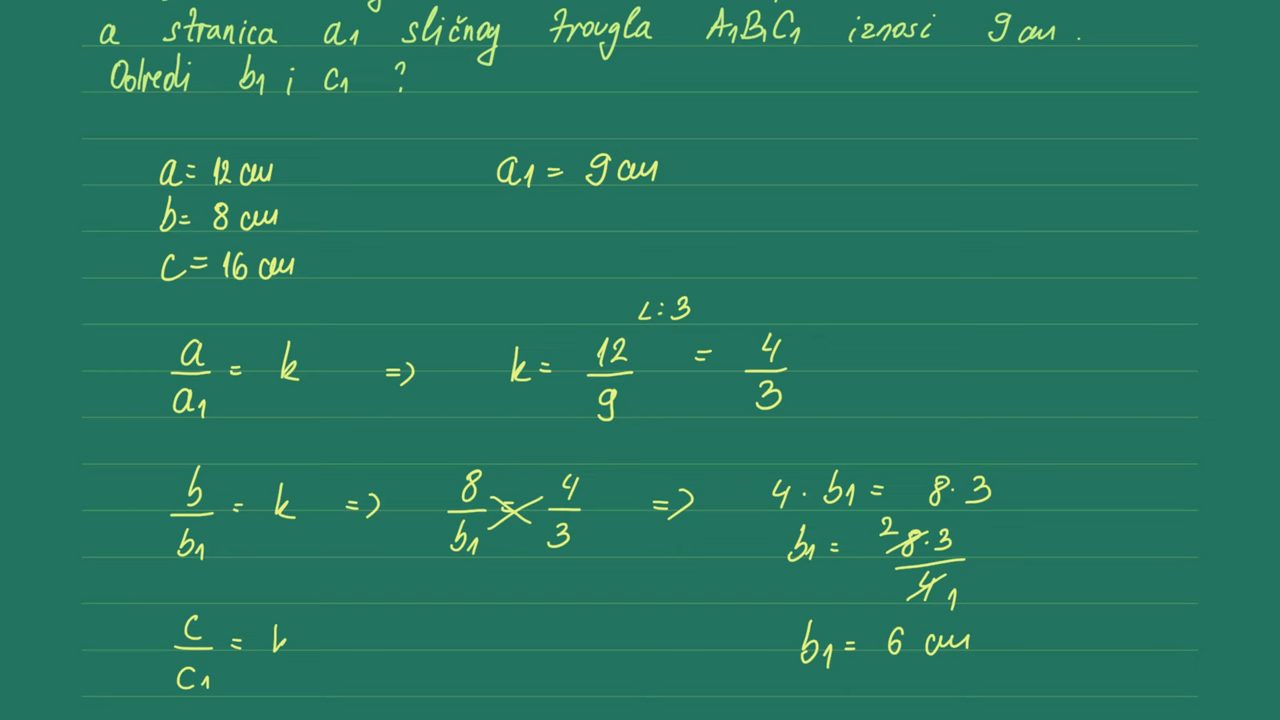 a stranica a1 sličnog trougla A1B1C1 iznosi 9 cm.
Odredi b1 i c1 ?
a = 12 cm a1 = 9 cm
b = 8 cm
c = 16 cm
∠:3
a/a1 = k => k = 12/9 = 4/3
b/b1 = k => 8/b1 = 4/3 => 4 · b1 = 8 · 3
b1 = 8·3/4 2 1
c/c1 = k b1 = 6 cm